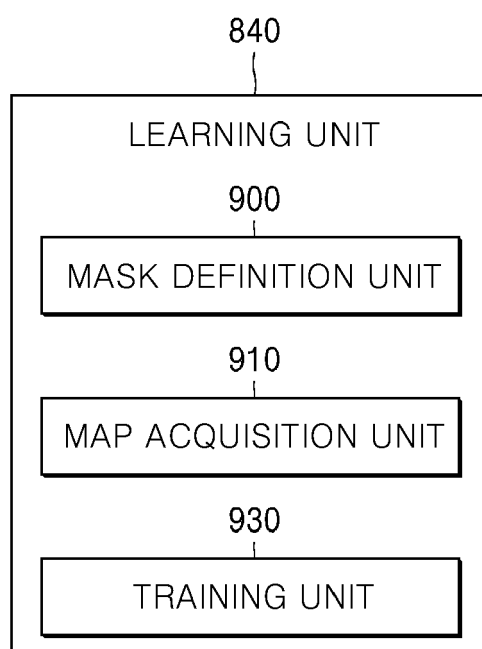 840
LEARNING UNIT
900
MASK DEFINITION UNIT
910
MAP ACQUISITION UNIT
930
TRAINING UNIT